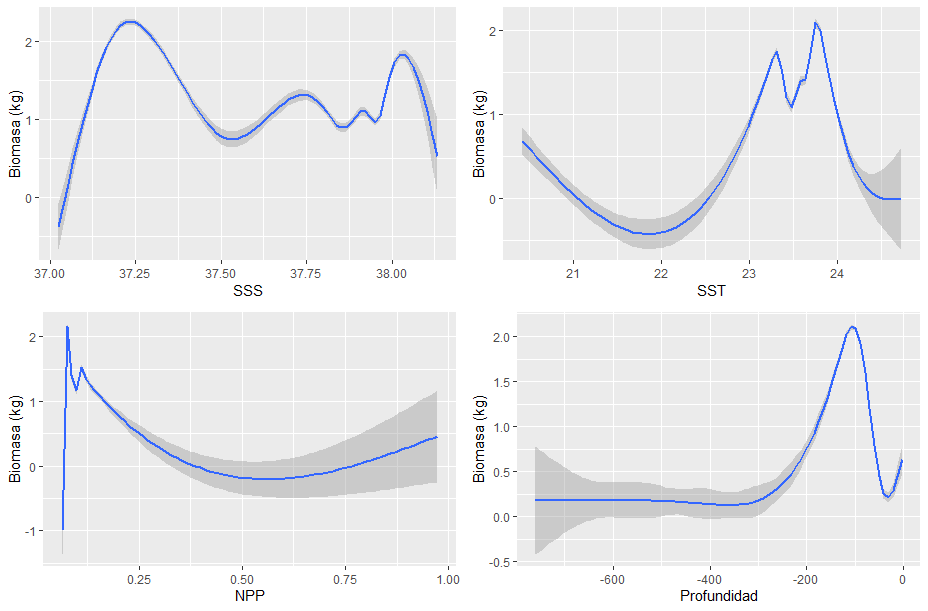 Biomasa (kg)
2
1
0
37.00 37.25 37.50 37.75 38.00
SSS
Biomasa (kg)
2
1
0
21 22 23 24
SST
Biomasa (kg)
2
1
0
-1
0.25 0.50 0.75 1.00
NPP
Biomasa (kg)
2.0
1.5
1.0
0.5
0.0
-0.5
-600 -400 -200 0
Profundidad